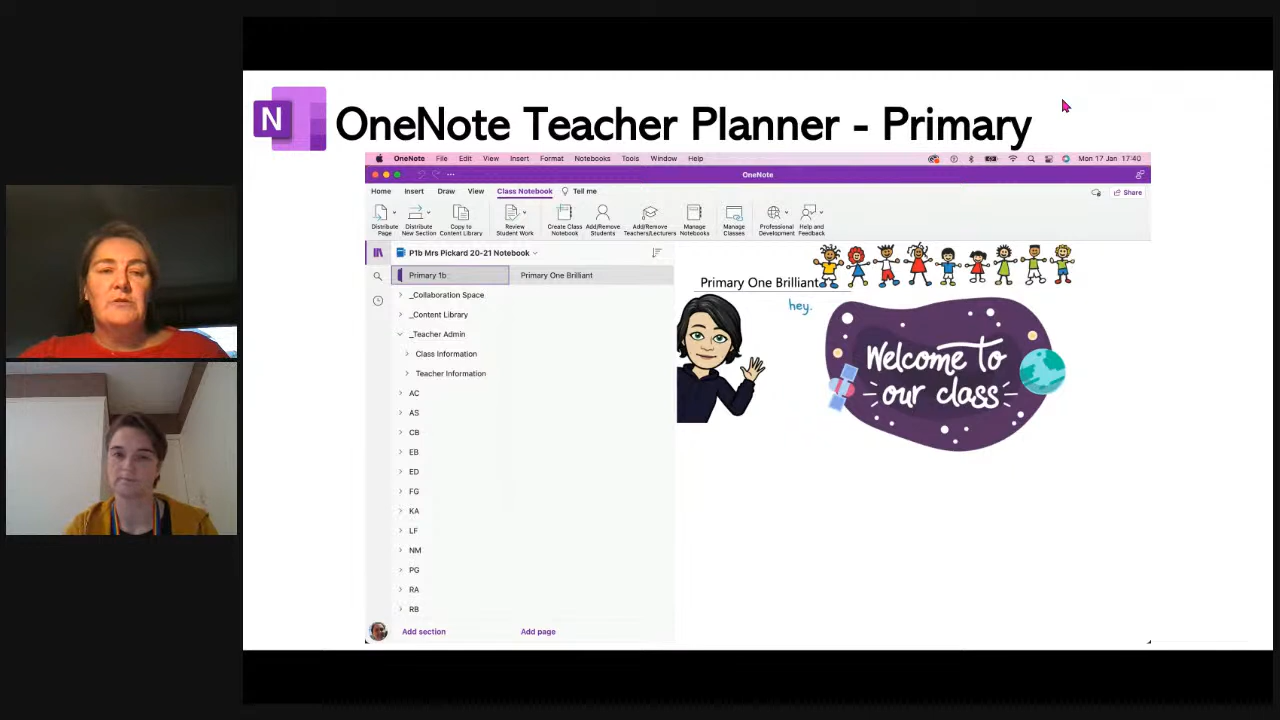 N OneNote Teacher Planner - Primary
OneNote File Edit View Insert Format Notebooks Tools Window Help Mon 17 Jan 17:40
OneNote
Home Insert Draw View Class Notebook Tell me Share
Distribute Page
Distribute New Section
Copy to Content Library
Review Student Work
Create Class Notebook
Add/Remove Students
Add/Remove Teachers/Lecturers
Manage Notebooks
Manage Classes
Professional Development
Help and Feedback
P1b Mrs Pickard 20-21 Notebook
Primary 1b
Primary One Brilliant
_Collaboration Space
_Content Library
_Teacher Admin
Class Information
Teacher Information
AC
AS
CB
EB
ED
FG
KA
LF
NM
PG
RA
RB
Add section Add page
Primary One Brilliant
hey.
Welcome to
our class